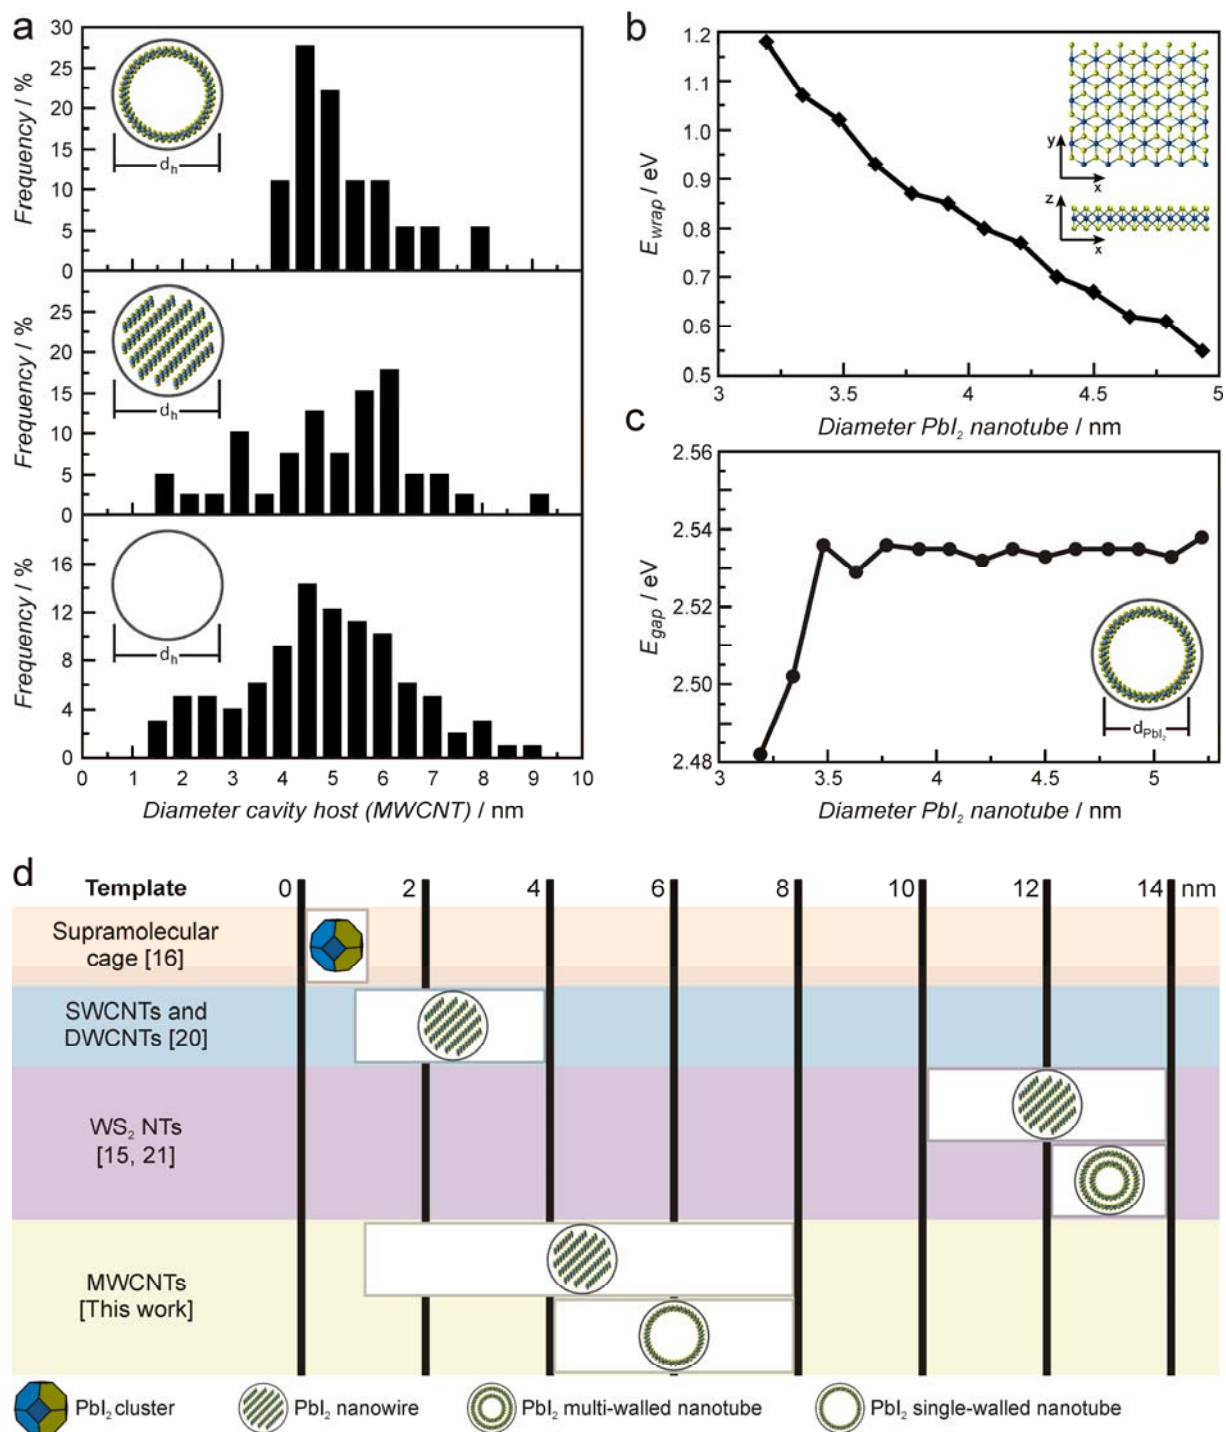 a
30
25
20
15
10
5
0
Frequency / %
dh
25
20
15
10
5
0
Frequency / %
dh
16
12
8
4
0
Frequency / %
dh
0 1 2 3 4 5 6 7 8 9 10
Diameter cavity host (MWCNT) / nm
b
1.2
1.1
1.0
0.9
0.8
0.7
0.6
0.5
Ewrap / eV
y
x
z
x
3 3.5 4 4.5 5
Diameter PbI2 nanotube / nm
c
2.56
2.54
2.52
2.50
2.48
Egap / eV
dPbI2
3 3.5 4 4.5 5
Diameter PbI2 nanotube / nm
d
Template 0 2 4 6 8 10 12 14 nm
Supramolecular
cage [16]
SWCNTs and
DWCNTs [20]
WS2 NTs
[15, 21]
MWCNTs
[This work]
PbI2 cluster PbI2 nanowire PbI2 multi-walled nanotube PbI2 single-walled nanotube